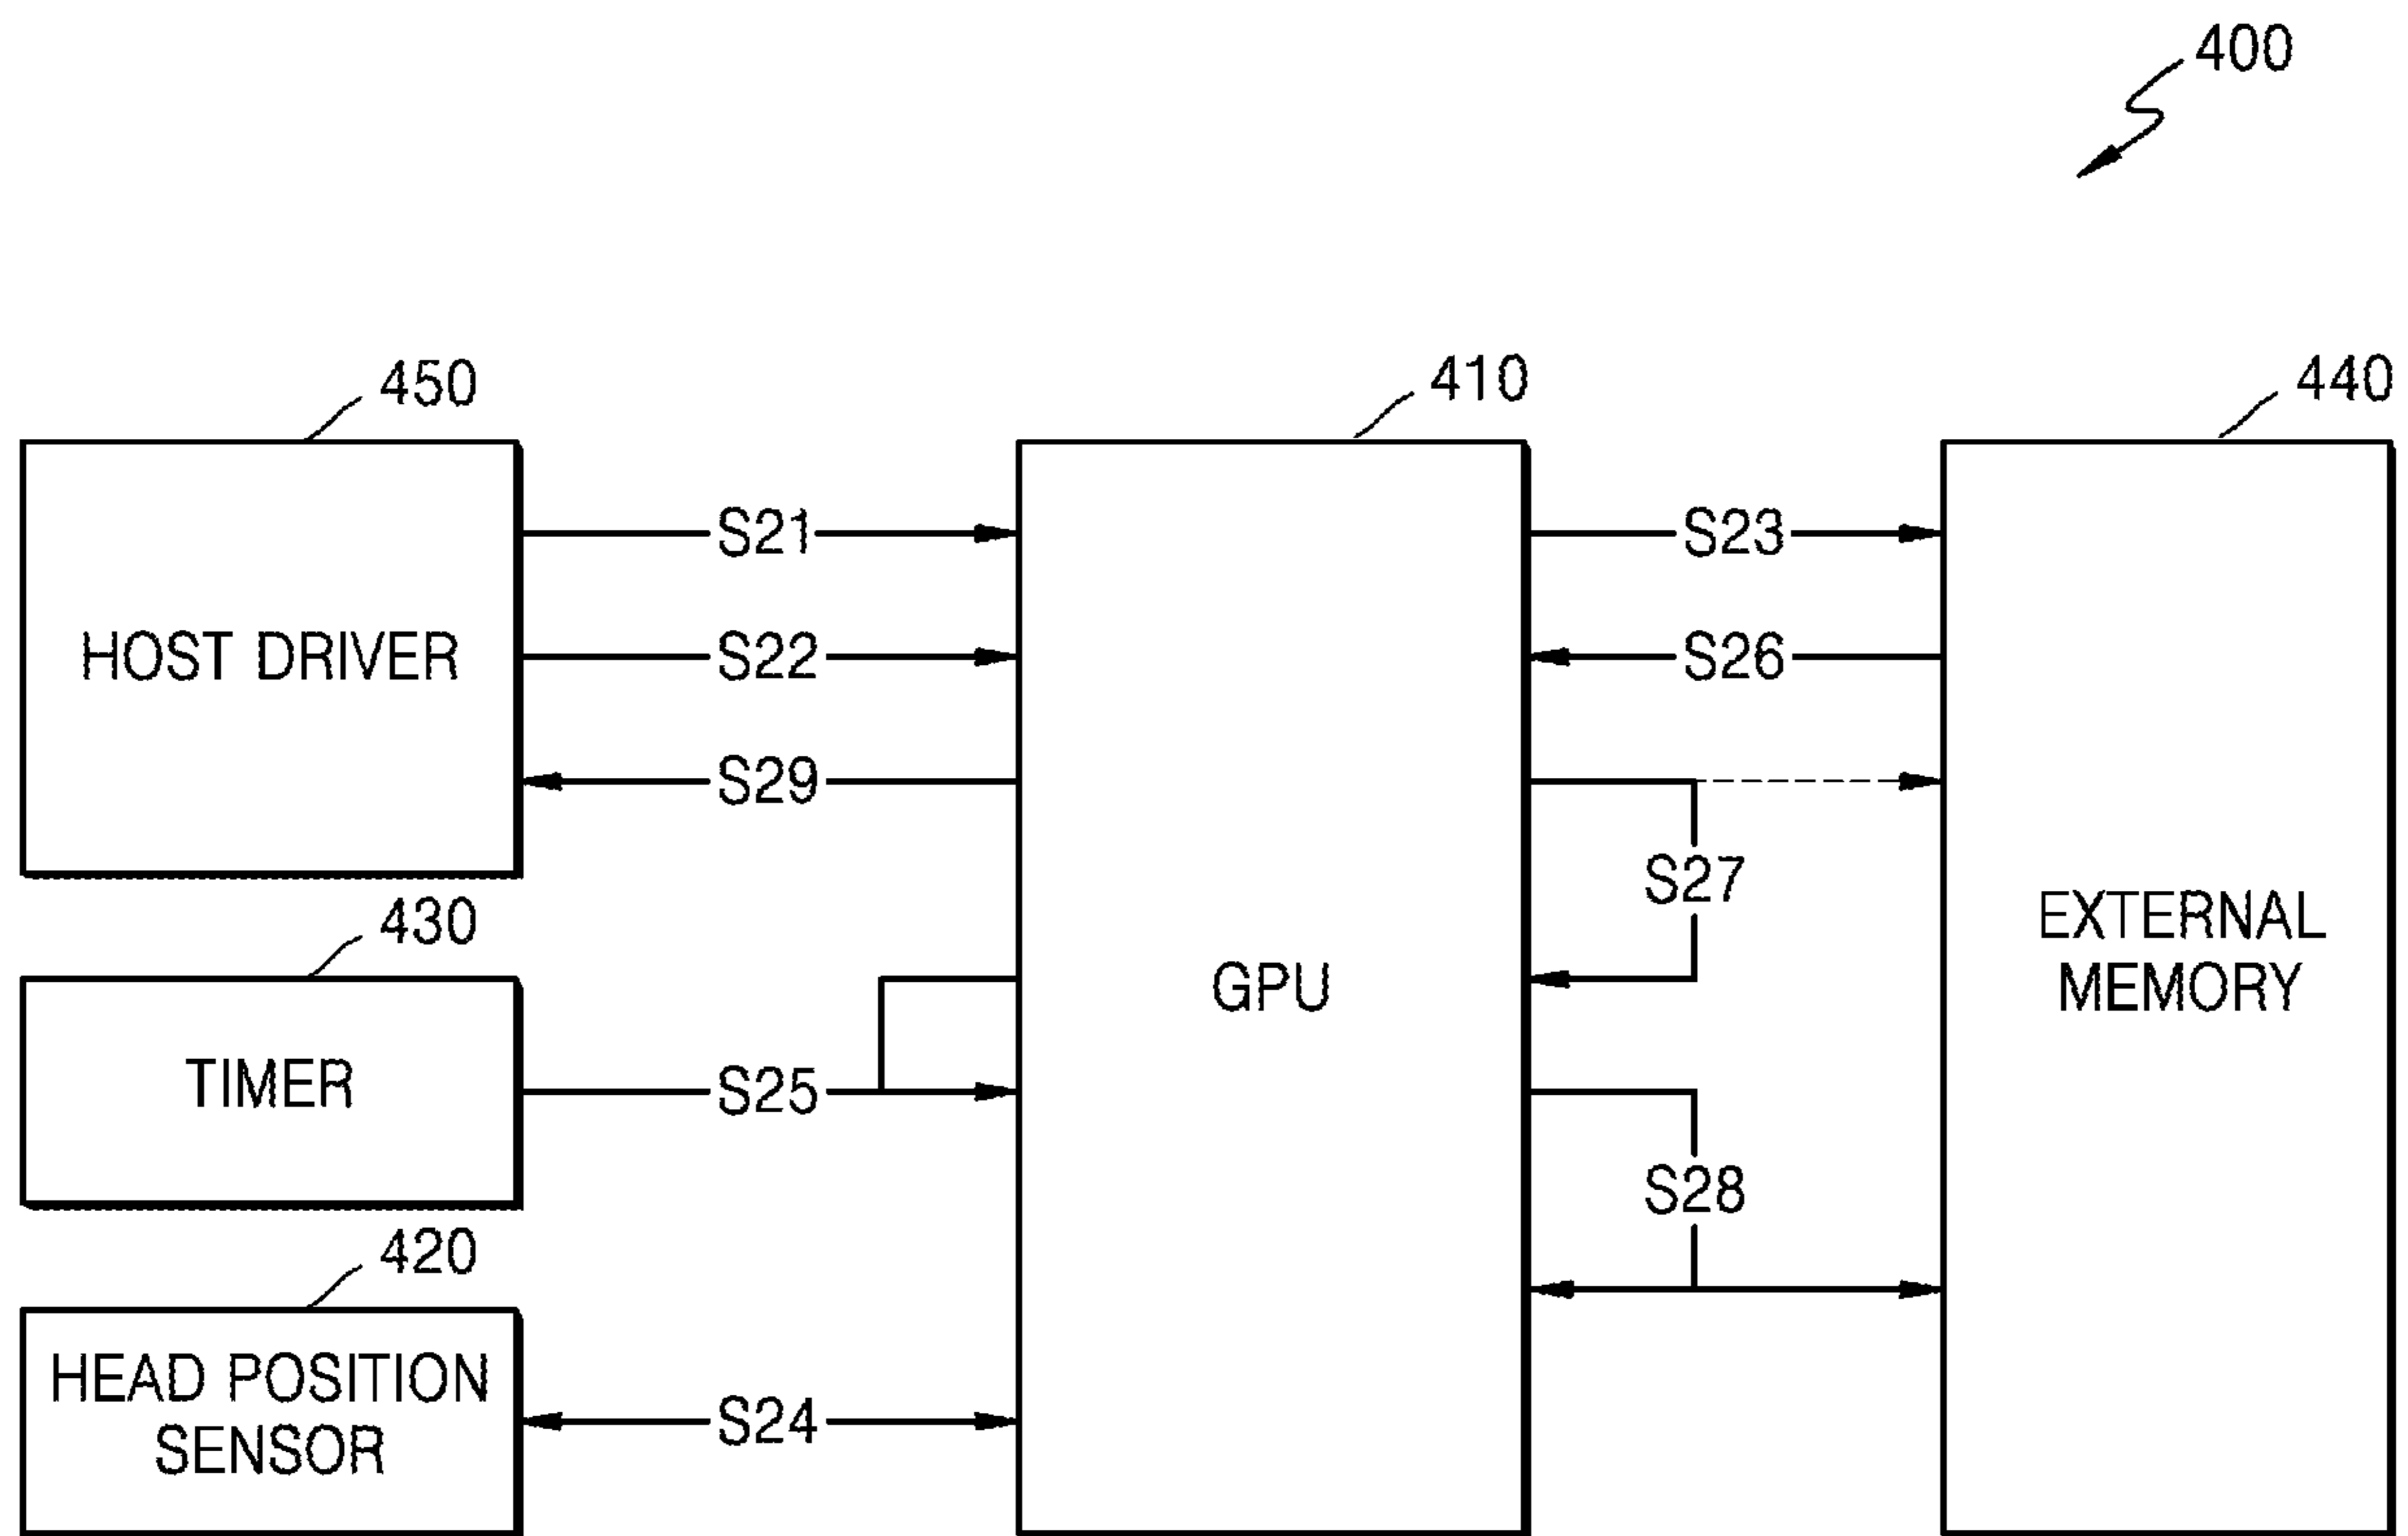 400
450
410
440
S21
S23
HOST DRIVER
S22
S26
S29
S27
430
EXTERNAL
MEMORY
GPU
TIMER
S25
S28
420
HEAD POSITION
SENSOR
S24